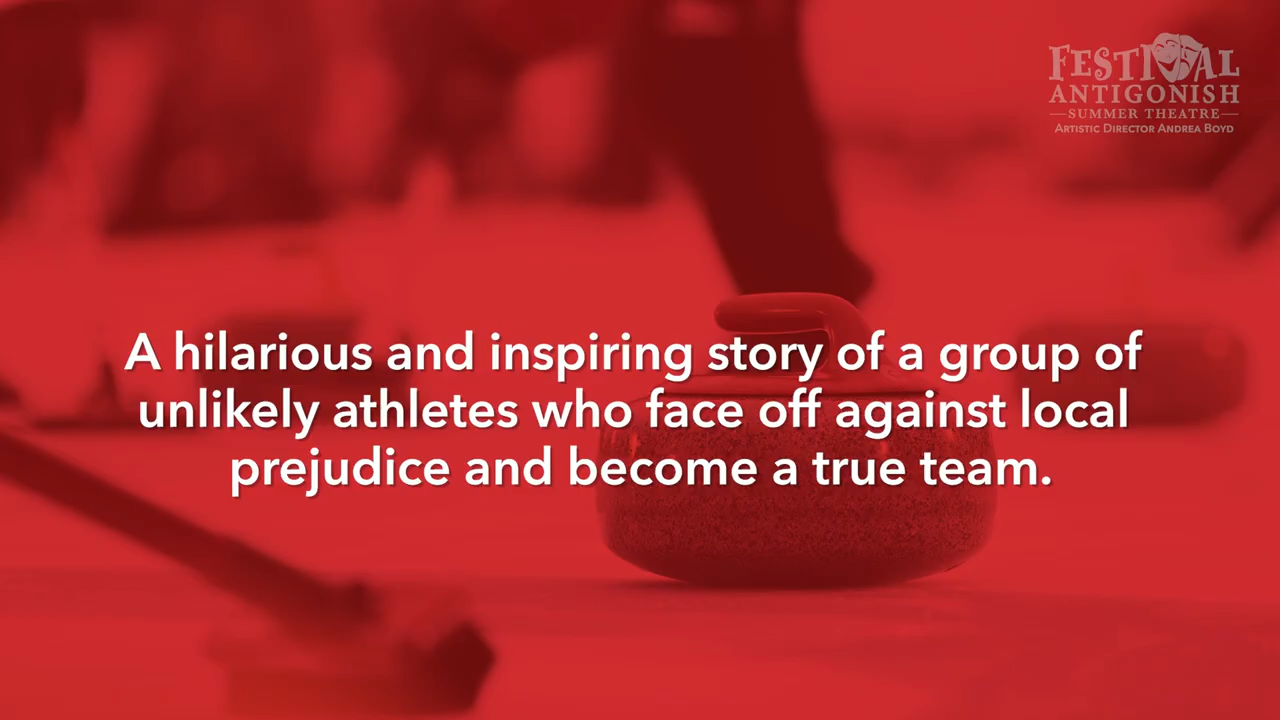 FESTIVAL
ANTIGONISH
SUMMER THEATRE
ARTISTIC DIRECTOR ANDREA BOYD
A hilarious and inspiring story of a group of
unlikely athletes who face off against local
prejudice and become a true team.